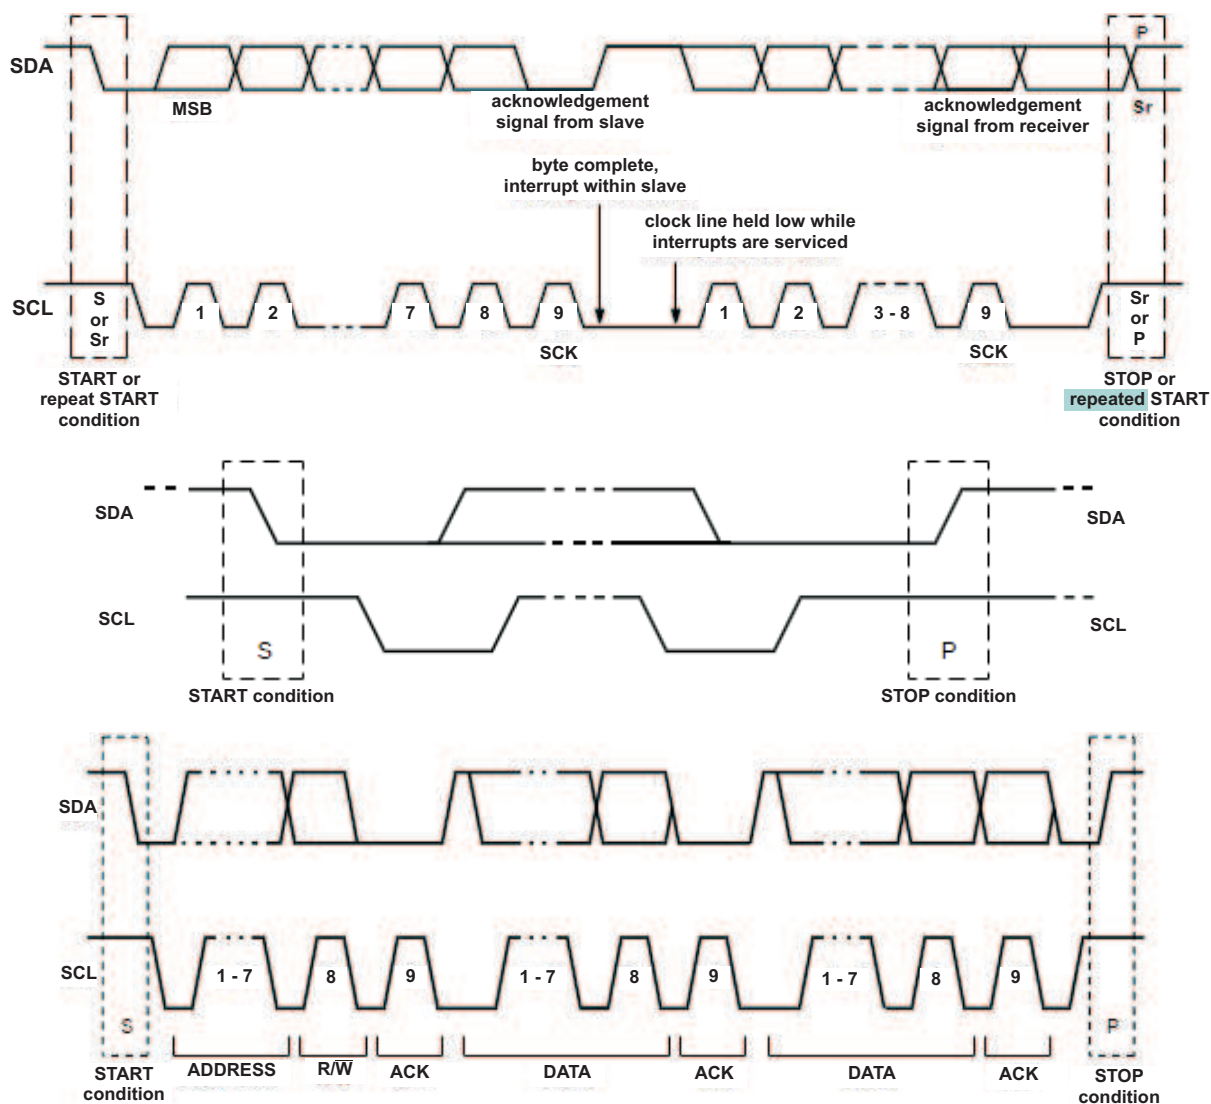 P
SDA
MSB
acknowledgement
signal from slave
acknowledgement
signal from receiver
Sr
byte complete,
interrupt within slave
clock line held low while
interrupts are serviced
SCL
S
or
Sr
1
2
7
8
9
1
2
3 - 8
9
Sr
or
P
SCK
SCK
START or
repeat START
condition
STOP or
repeated START
condition
SDA
SDA
SCL
SCL
S
P
START condition
STOP condition
SDA
SCL
1 - 7
8
9
1 - 7
8
9
1 - 7
8
9
S
P
START
condition
ADDRESS
R/W̅
ACK
DATA
ACK
DATA
ACK
STOP
condition